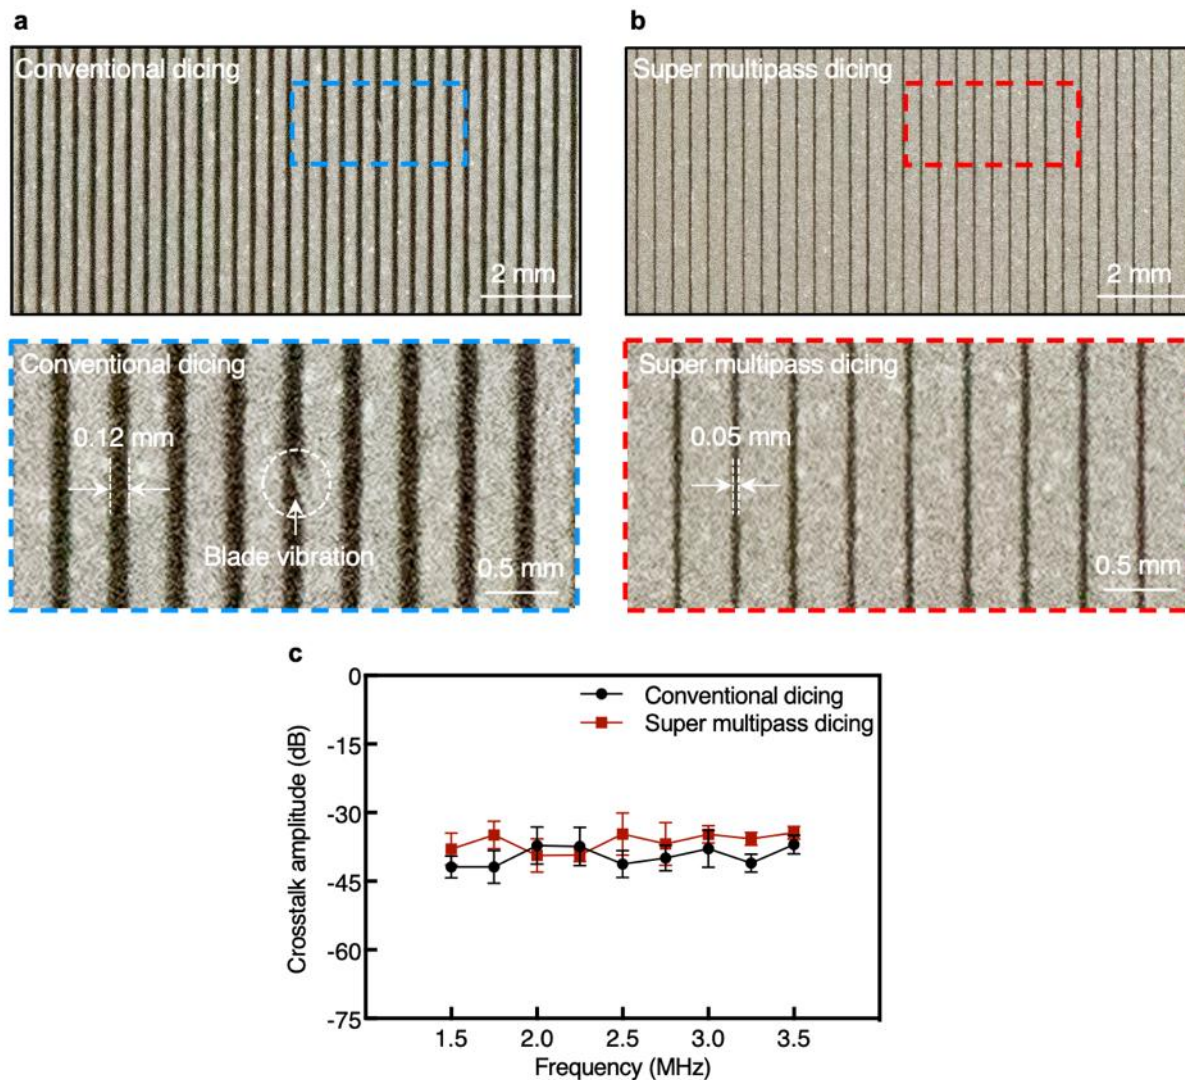 a
b
Conventional dicing
Super multipass dicing
2 mm
2 mm
Conventional dicing
Super multipass dicing
0.12 mm
0.05 mm
Blade vibration
0.5 mm
0.5 mm
c
0
-15
-30
-45
-60
-75
Crosstalk amplitude (dB)
Conventional dicing
Super multipass dicing
1.5 2.0 2.5 3.0 3.5
Frequency (MHz)